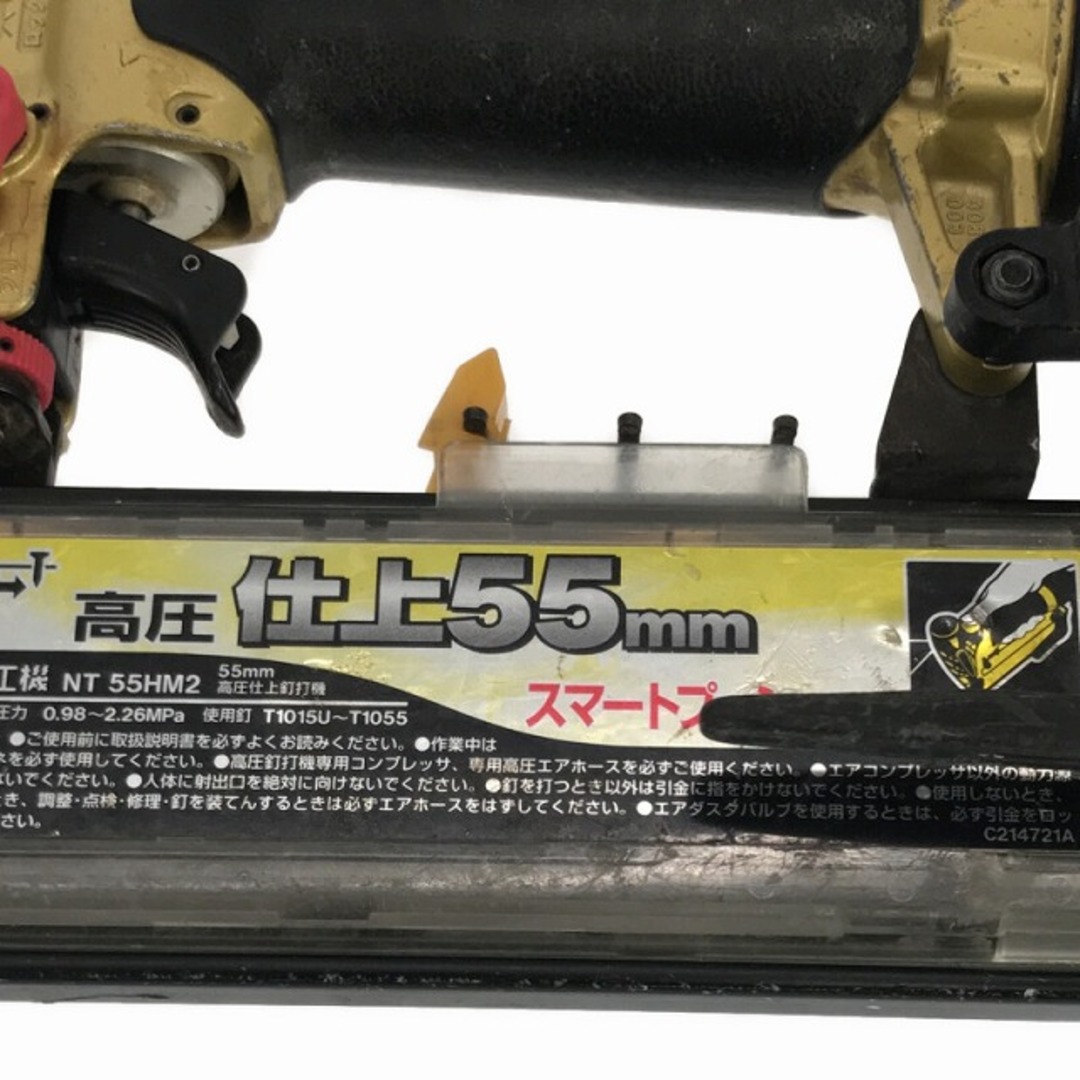 高圧 仕上55mm
工機 NT 55HM2 55mm
高圧仕上釘打機
圧力 0.98～2.26MPa 使用釘 T1015U～T1055
スマートプ
●ご使用前に取扱説明書を必ずよくお読みください。●作業中は
を必ず使用してください。●高圧釘打機専用コンプレッサ、専用高圧エアホースを必ずご使用ください。●エアコンプレッサ以外の動力源
ないでください。●人体に射出口を絶対に向けないでください。●釘を打つとき以外は引金に指をかけないでください。●使用しないとき、
とき、調整・点検・修理・釘を装てんするときは必ずエアホースをはずしてください。●エアダスタバルブを使用するときは、必ず引金をロッ
さい。
C214721A